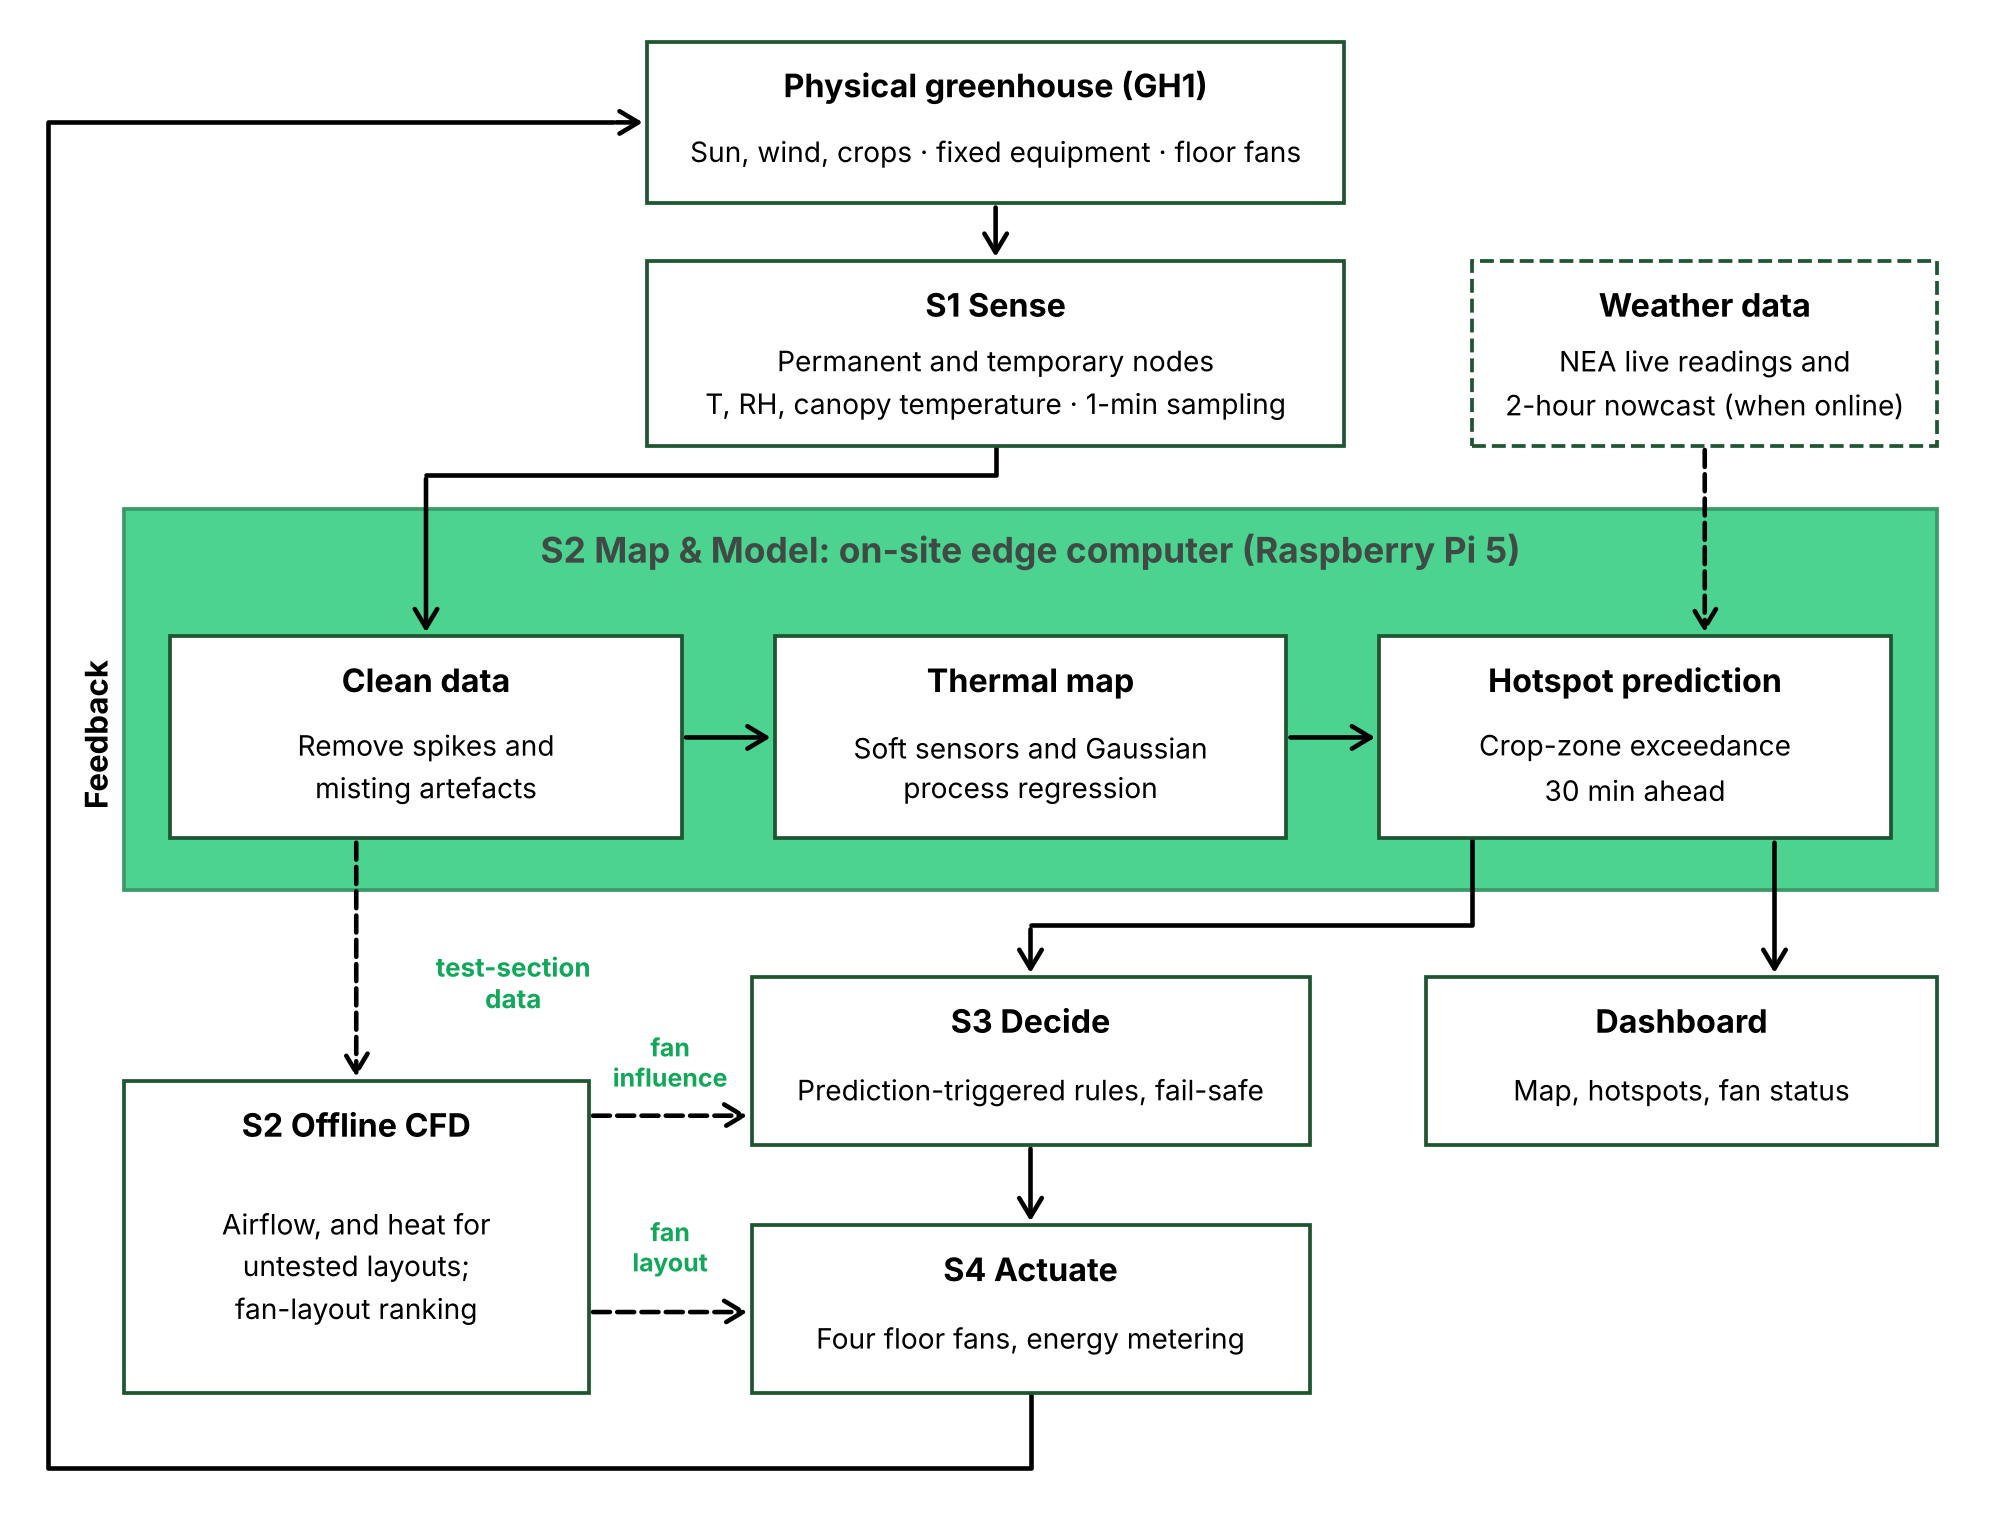 Physical greenhouse (GH1)
Sun, wind, crops · fixed equipment · floor fans
S1 Sense
Permanent and temporary nodes
T, RH, canopy temperature · 1-min sampling
Weather data
NEA live readings and
2-hour nowcast (when online)
S2 Map & Model: on-site edge computer (Raspberry Pi 5)
Feedback
Clean data
Remove spikes and
misting artefacts
Thermal map
Soft sensors and Gaussian
process regression
Hotspot prediction
Crop-zone exceedance
30 min ahead
test-section
data
fan
influence
S3 Decide
Prediction-triggered rules, fail-safe
Dashboard
Map, hotspots, fan status
S2 Offline CFD
Airflow, and heat for
untested layouts;
fan-layout ranking
fan
layout
S4 Actuate
Four floor fans, energy metering